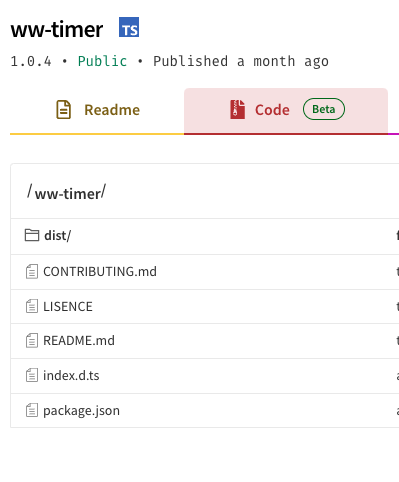 ww-timer TS
1.0.4 • Public • Published a month ago
Readme
Code Beta
/ww-timer/
dist/
CONTRIBUTING.md
LISENCE
README.md
index.d.ts
package.json